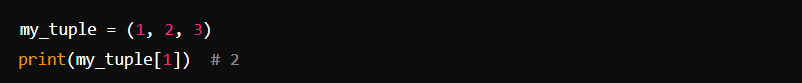 my_tuple = (1, 2, 3)
print(my_tuple[1])  # 2